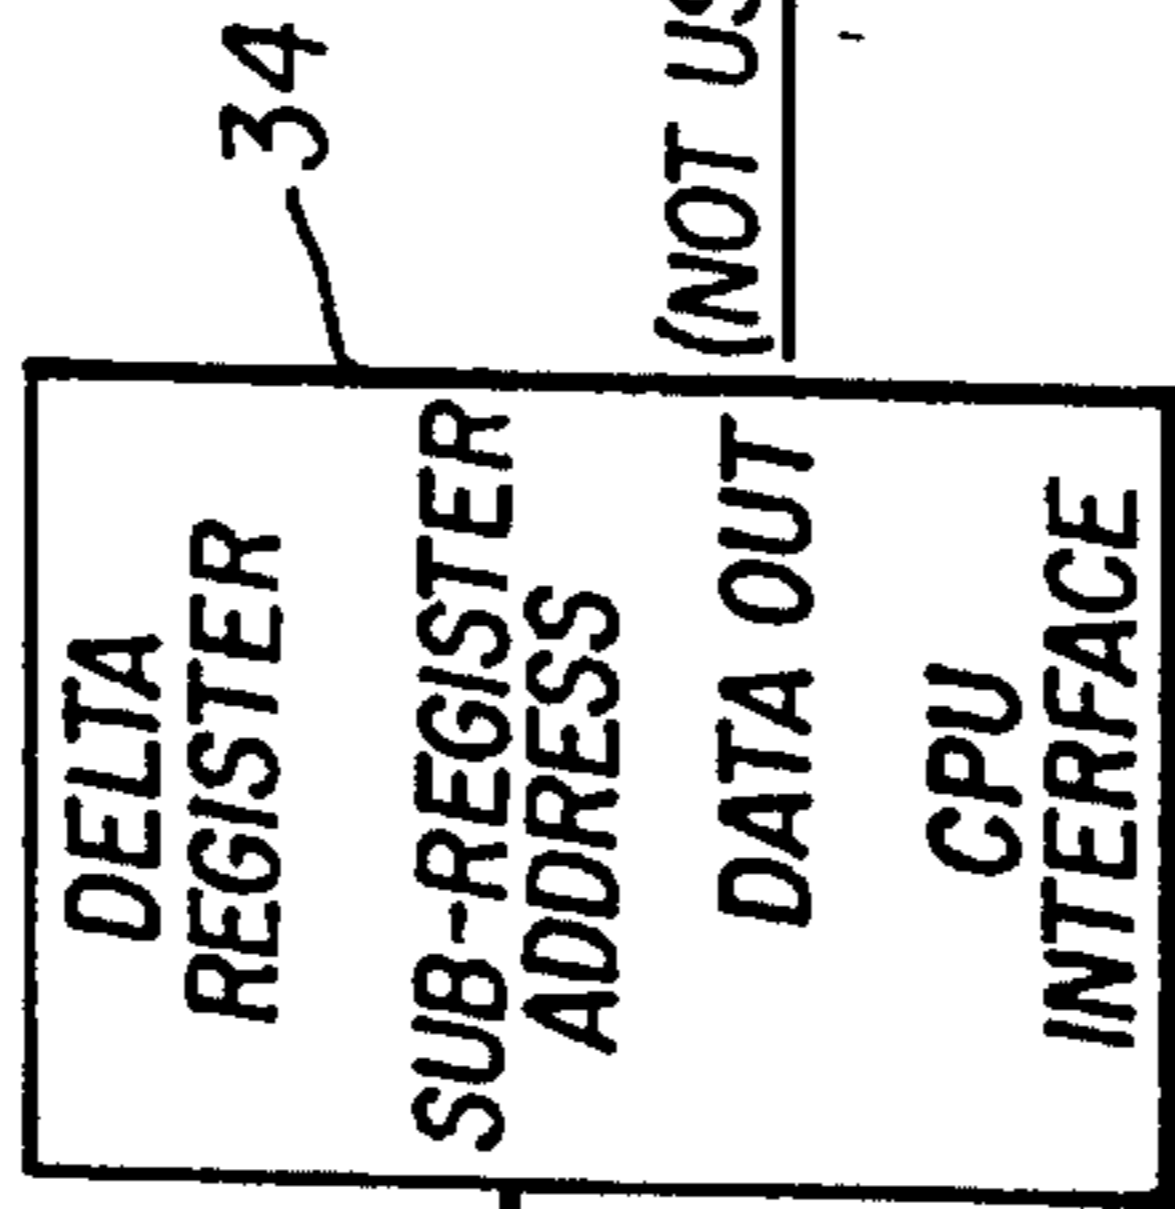 34
DELTA
REGISTER
SUB-REGISTER
ADDRESS
DATA OUT
CPU
INTERFACE
(NOT